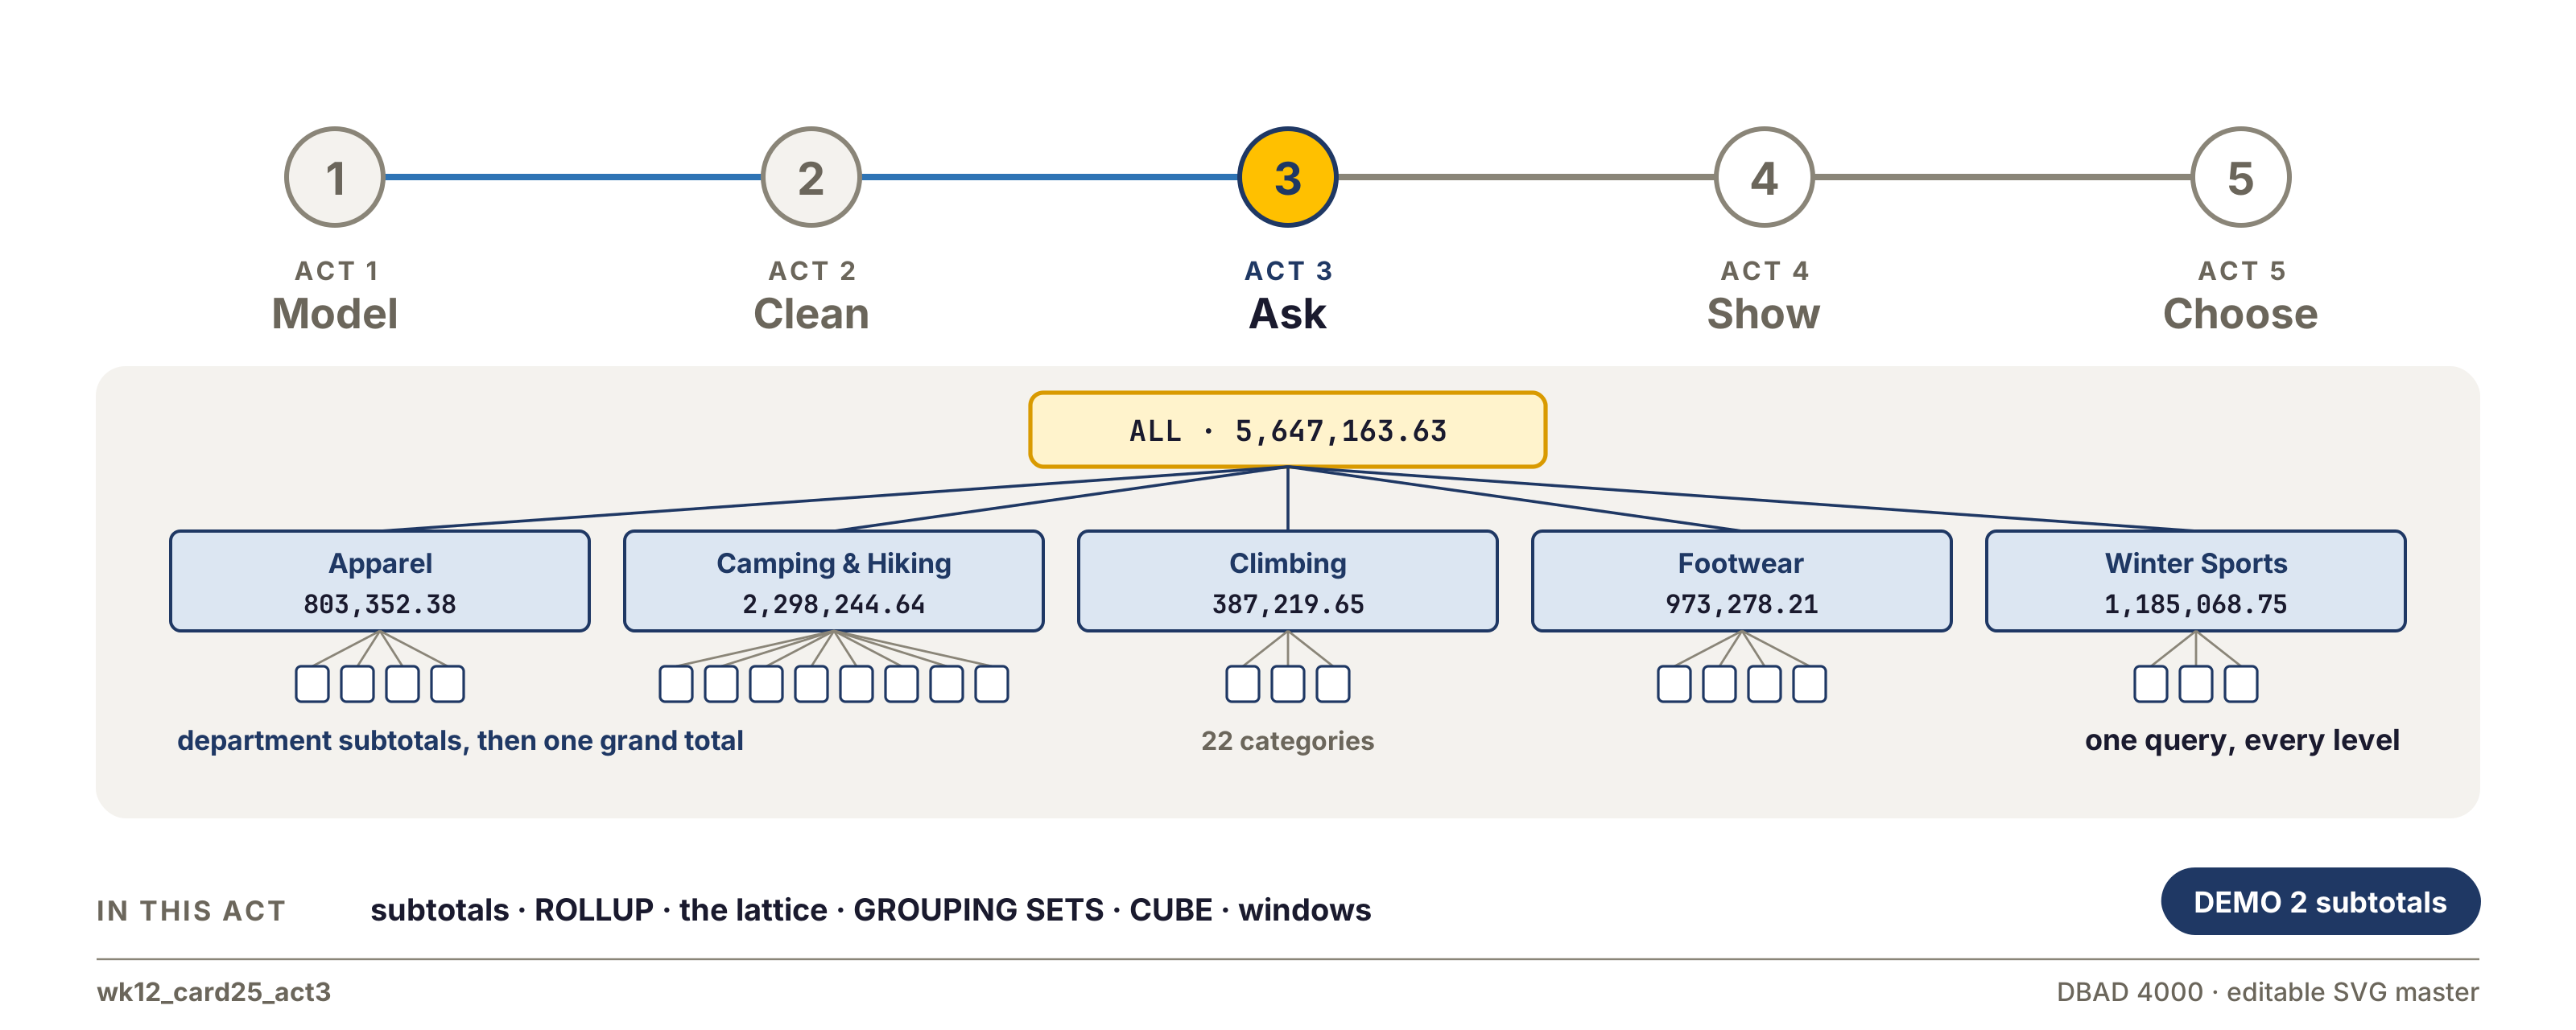 1 2 3 4 5
ACT 1 ACT 2 ACT 3 ACT 4 ACT 5
Model Clean Ask Show Choose
ALL · 5,647,163.63
Apparel Camping & Hiking Climbing Footwear Winter Sports
803,352.38 2,298,244.64 387,219.65 973,278.21 1,185,068.75
department subtotals, then one grand total 22 categories one query, every level
IN THIS ACT subtotals · ROLLUP · the lattice · GROUPING SETS · CUBE · windows DEMO 2 subtotals
wk12_card25_act3 DBAD 4000 · editable SVG master